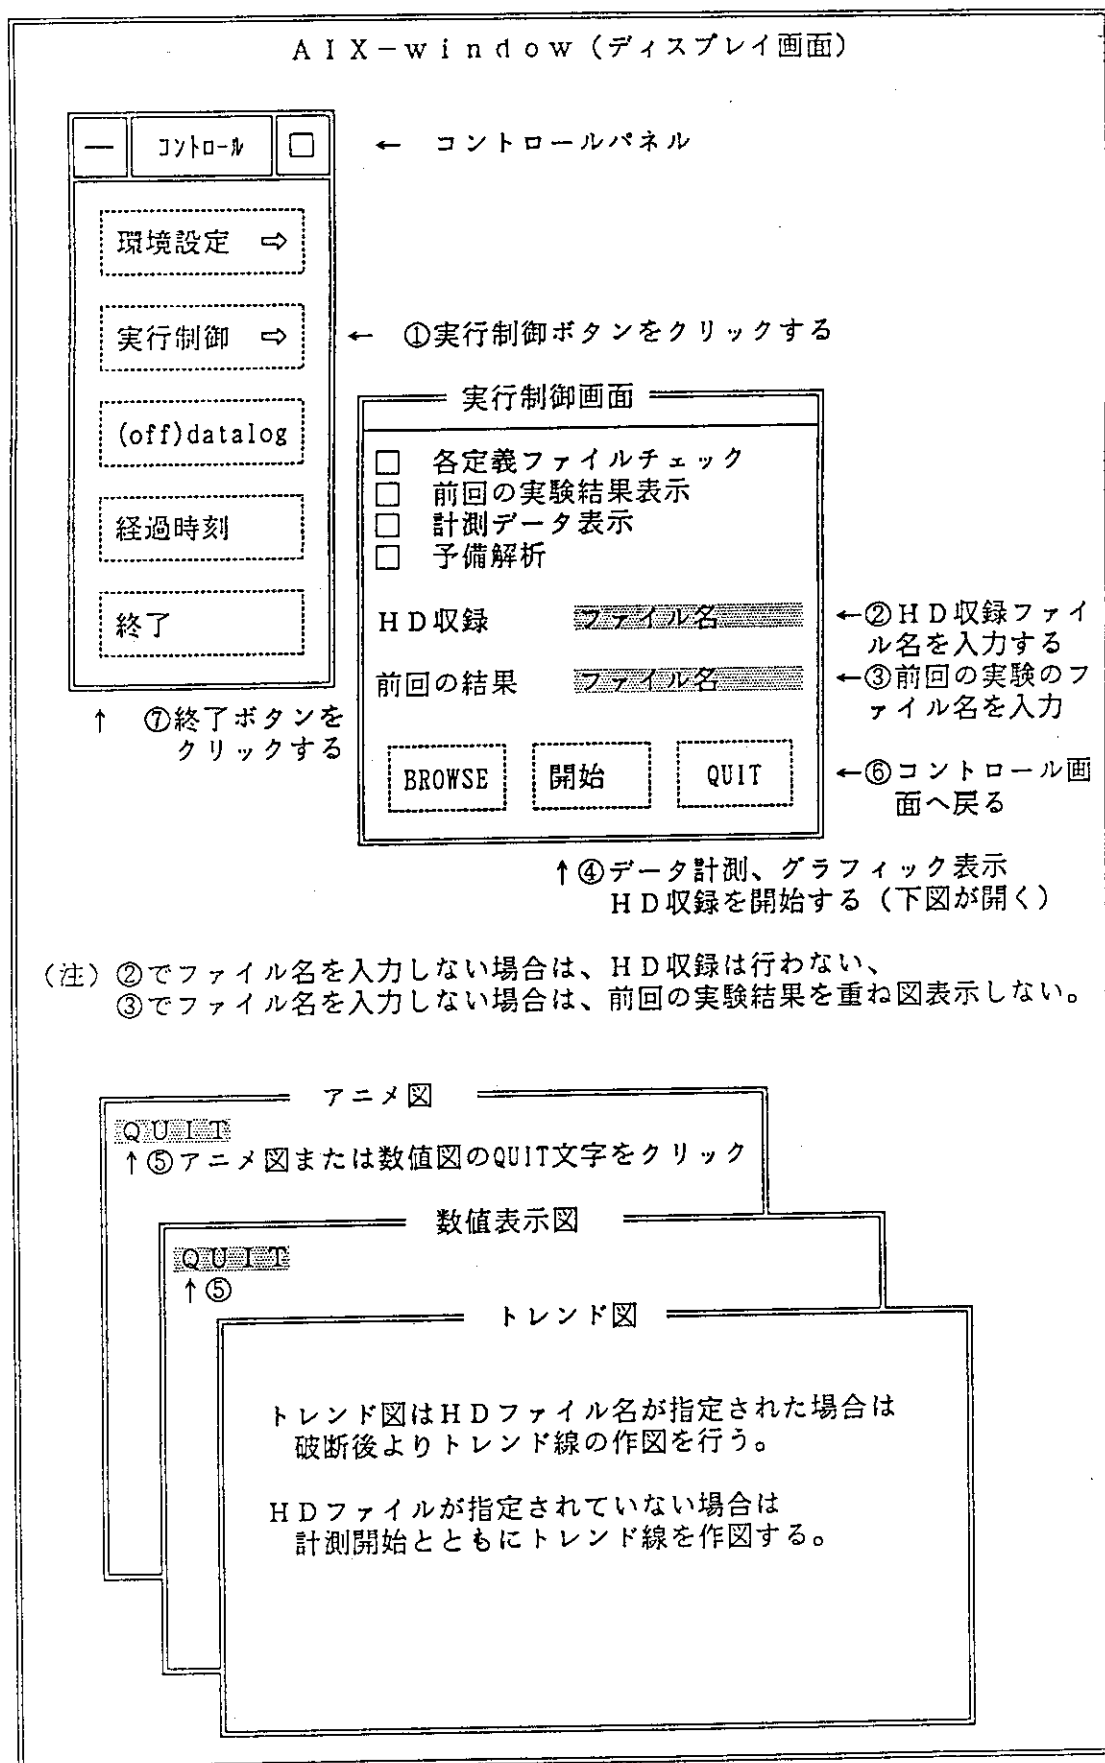 AIX-window(ディスプレイ画面)
― コントロール □ ← コントロールパネル
環境設定 ⇨
実行制御 ⇨ ← ①実行制御ボタンをクリックする
実行制御画面
(off)datalog
□ 各定義ファイルチェック
□ 前回の実験結果表示
□ 計測データ表示
□ 予備解析
経過時刻
終了
HD収録 ファイル名 ←②HD収録ファイ
ル名を入力する
前回の結果 ファイル名 ←③前回の実験のフ
ァイル名を入力
↑ ⑦終了ボタンを
クリックする
BROWSE 開始 QUIT ←⑥コントロール画
面へ戻る
↑④データ計測、グラフィック表示
HD収録を開始する(下図が開く)
(注)②でファイル名を入力しない場合は、HD収録は行わない、
③でファイル名を入力しない場合は、前回の実験結果を重ね図表示しない。
アニメ図
QUIT
↑⑤アニメ図または数値図のQUIT文字をクリック
数値表示図
QUIT
↑⑤
トレンド図
トレンド図はHDファイル名が指定された場合は
破断後よりトレンド線の作図を行う。
HDファイルが指定されていない場合は
計測開始とともにトレンド線を作図する。